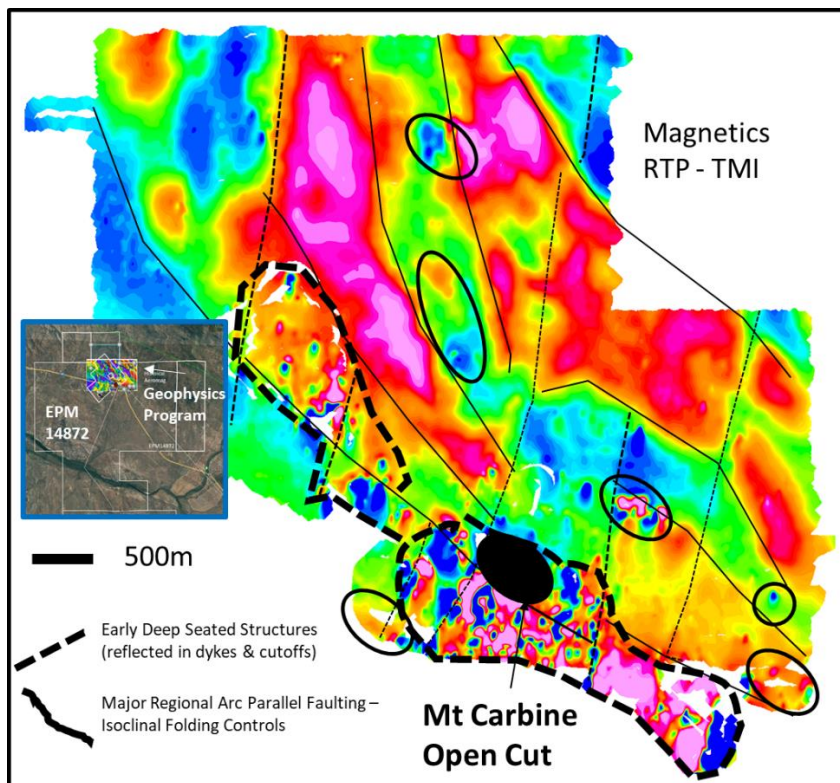 Magnetics
RTP - TMI
Geophysics
Program
EPM
14872
EPM14872
500m
Early Deep Seated Structures
(reflected in dykes & cutoffs)
Major Regional Arc Parallel Faulting –
Isoclinal Folding Controls
Mt Carbine
Open Cut